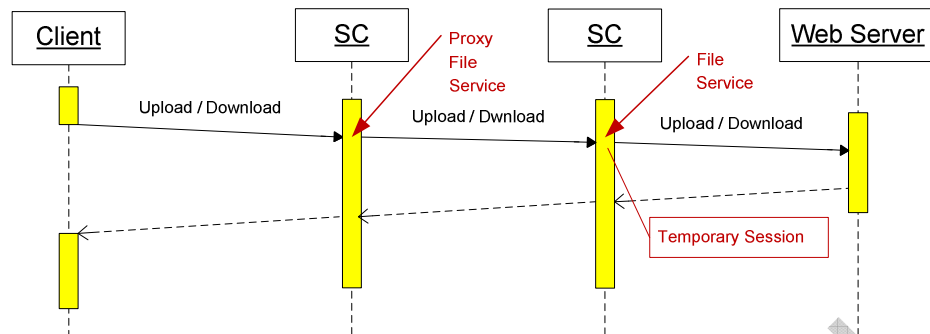 Client
SC
SC
Web Server
Proxy
File
Service
File
Service
Upload / Download
Upload / Dwnload
Upload / Download
Temporary Session